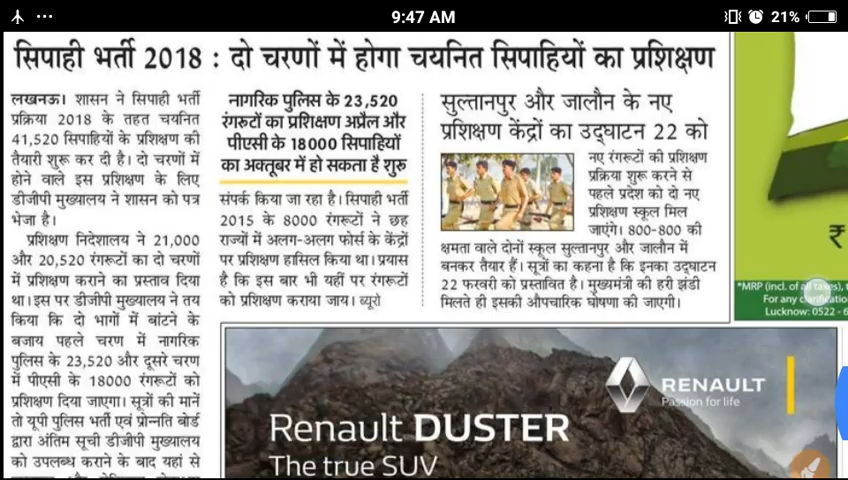 9:47 AM
21%
सिपाही भर्ती 2018 : दो चरणों में होगा चयनित सिपाहियों का प्रशिक्षण
लखनऊ। शासन ने सिपाही भर्ती
प्रक्रिया 2018 के तहत चयनित
41,520 सिपाहियों के प्रशिक्षण की
तैयारी शुरू कर दी है। दो चरणों में
होने वाले इस प्रशिक्षण के लिए
डीजीपी मुख्यालय ने शासन को पत्र
भेजा है।
प्रशिक्षण निदेशालय ने 21,000
और 20,520 रंगरूटों का दो चरणों
में प्रशिक्षण कराने का प्रस्ताव दिया
था। इस पर डीजीपी मुख्यालय ने तय
किया कि दो भागों में बांटने के
बजाय पहले चरण में नागरिक
पुलिस के 23,520 और दूसरे चरण
में पीएसी के 18000 रंगरूटों को
प्रशिक्षण दिया जाएगा। सूत्रों की मानें
तो यूपी पुलिस भर्ती एवं प्रोन्नति बोर्ड
द्वारा अंतिम सूची डीजीपी मुख्यालय
को उपलब्ध कराने के बाद यहां से
नागरिक पुलिस के 23,520
रंगरूटों का प्रशिक्षण अप्रैल और
पीएसी के 18000 सिपाहियों
का अक्तूबर में हो सकता है शुरू
संपर्क किया जा रहा है। सिपाही भर्ती
2015 के 8000 रंगरूटों ने छह
राज्यों में अलग-अलग फोर्स के केंद्रों
पर प्रशिक्षण हासिल किया था। प्रयास
है कि इस बार भी यहीं पर रंगरूटों
को प्रशिक्षण कराया जाय। ब्यूरो
सुल्तानपुर और जालौन के नए
प्रशिक्षण केंद्रों का उद्घाटन 22 को
नए रंगरूटों की प्रशिक्षण
प्रक्रिया शुरू करने से
पहले प्रदेश को दो नए
प्रशिक्षण स्कूल मिल
जाएंगे। 800-800 की
क्षमता वाले दोनों स्कूल सुल्तानपुर और जालौन में
बनकर तैयार हैं। सूत्रों का कहना है कि इनका उद्घाटन
22 फरवरी को प्रस्तावित है। मुख्यमंत्री की हरी झंडी
मिलते ही इसकी औपचारिक घोषणा की जाएगी।
₹
*MRP (incl. of all taxes),
For any clarification
Lucknow: 0522 - 6
RENAULT
Passion for life
Renault DUSTER
The true SUV